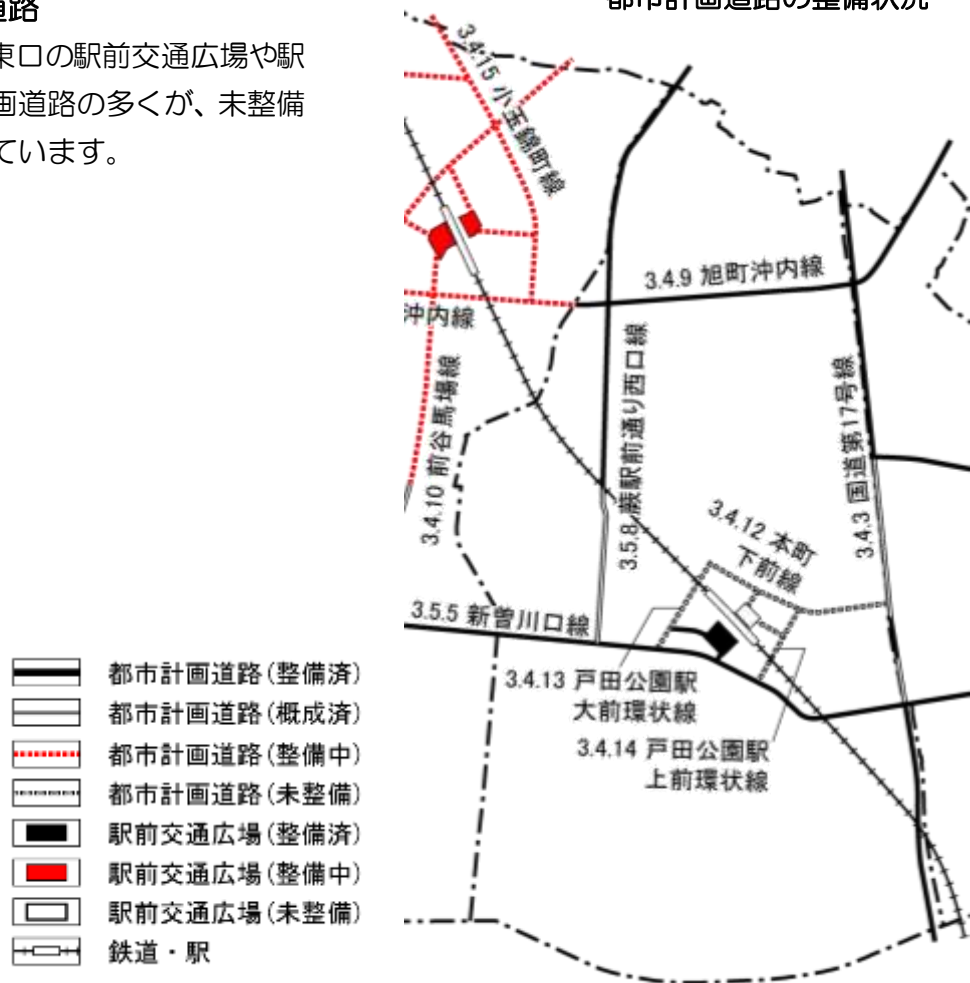 道路
東口の駅前交通広場や駅
画道路の多くが、未整備
ています。
都市計画道路の整備状況
3.4.15 小玉錦町線
3.4.9 旭町沖内線
沖内線
3.4.10 前谷馬場線
3.5.8 蕨駅前通り西口線
3.4.3 国道第17号線
3.4.12 本町
下前線
3.5.5 新曽川口線
3.4.13 戸田公園駅
大前環状線
3.4.14 戸田公園駅
上前環状線
都市計画道路(整備済)
都市計画道路(概成済)
都市計画道路(整備中)
都市計画道路(未整備)
駅前交通広場(整備済)
駅前交通広場(整備中)
駅前交通広場(未整備)
鉄道・駅